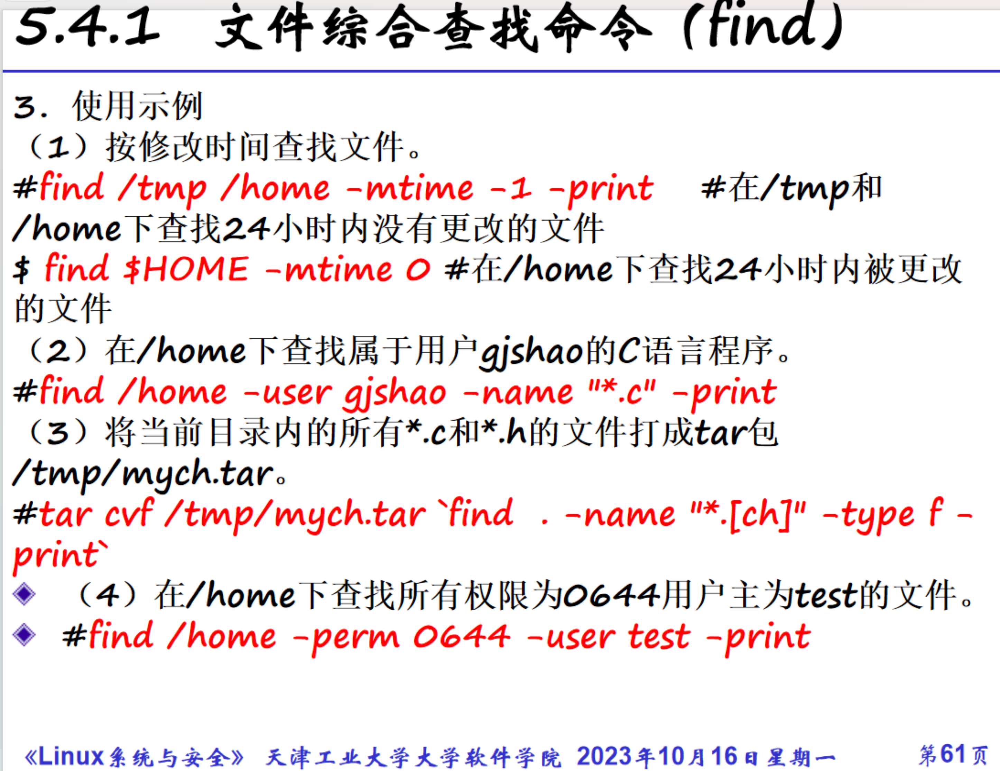 5.4.1 文件综合查找命令（find）
3. 使用示例
（1）按修改时间查找文件。
#find /tmp /home -mtime -1 -print #在/tmp和
/home下查找24小时内没有更改的文件
$ find $HOME -mtime 0 #在/home下查找24小时内被更改
的文件
（2）在/home下查找属于用户gjshao的C语言程序。
#find /home -user gjshao -name "*.c" -print
（3）将当前目录内的所有*.c和*.h的文件打成tar包
/tmp/mych.tar。
#tar cvf /tmp/mych.tar `find . -name "*.[ch]" -type f -
print`
（4）在/home下查找所有权限为0644用户主为test的文件。
#find /home -perm 0644 -user test -print
《Linux系统与安全》 天津工业大学大学软件学院 2023年10月16日星期一 第61页